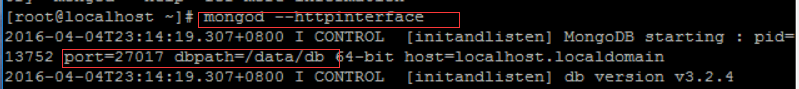 [root@localhost ~]# mongod --httpinterface
2016-04-04T23:14:19.307+0800 I CONTROL  [initandlisten] MongoDB starting : pid=
13752 port=27017 dbpath=/data/db 64-bit host=localhost.localdomain
2016-04-04T23:14:19.307+0800 I CONTROL  [initandlisten] db version v3.2.4